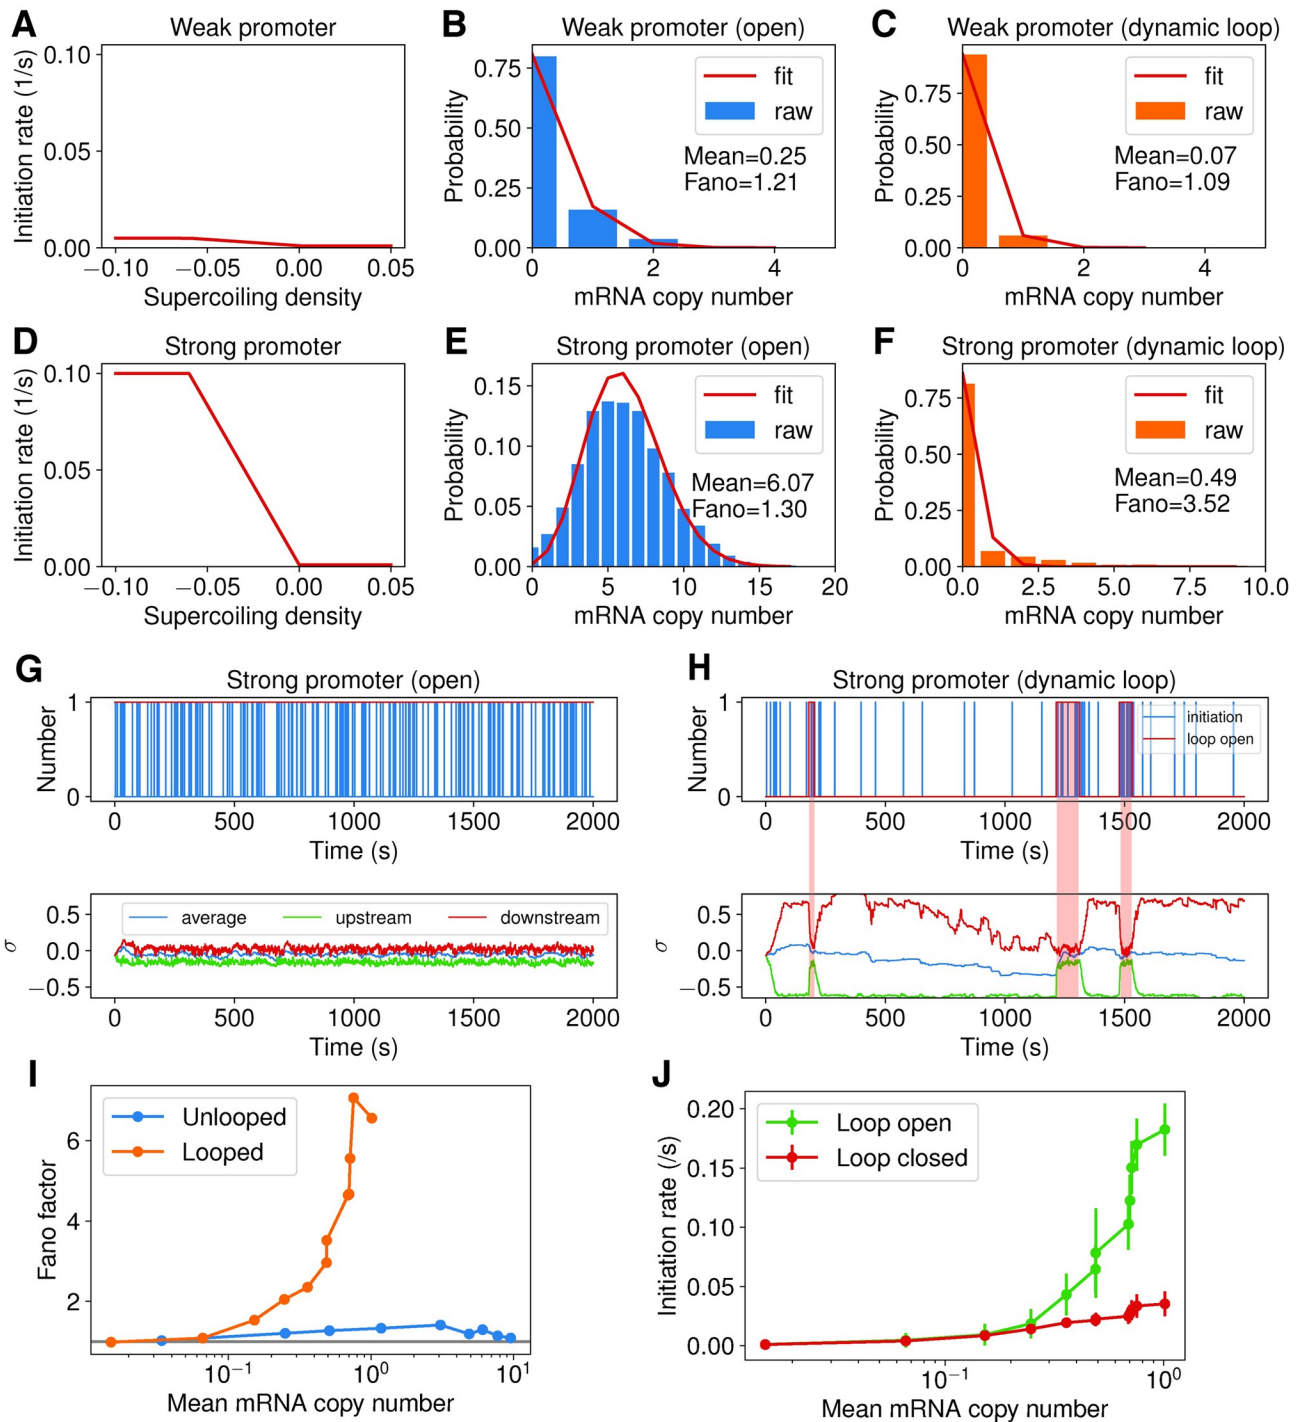 A
Weak promoter
Initiation rate (1/s)
0.10
0.05
0.00
−0.10 −0.05 0.00 0.05
Supercoiling density
B
Weak promoter (open)
Probability
0.75
0.50
0.25
0.00
fit
raw
Mean=0.25
Fano=1.21
0 2 4
mRNA copy number
C
Weak promoter (dynamic loop)
Probability
0.75
0.50
0.25
0.00
fit
raw
Mean=0.07
Fano=1.09
0 2 4
mRNA copy number
D
Strong promoter
Initiation rate (1/s)
0.10
0.05
0.00
−0.10 −0.05 0.00 0.05
Supercoiling density
E
Strong promoter (open)
Probability
0.15
0.10
0.05
0.00
fit
raw
Mean=6.07
Fano=1.30
0 5 10 15 20
mRNA copy number
F
Strong promoter (dynamic loop)
Probability
0.75
0.50
0.25
0.00
fit
raw
Mean=0.49
Fano=3.52
0.0 2.5 5.0 7.5 10.0
mRNA copy number
G
Strong promoter (open)
Number
1
0
0 500 1000 1500 2000
Time (s)
σ
0.5
0.0
−0.5
average upstream downstream
0 500 1000 1500 2000
Time (s)
H
Strong promoter (dynamic loop)
Number
1
0
initiation
loop open
0 500 1000 1500 2000
Time (s)
σ
0.5
0.0
−0.5
0 500 1000 1500 2000
Time (s)
I
Fano factor
6
4
2
Unlooped
Looped
10⁻¹ 10⁰ 10¹
Mean mRNA copy number
J
Initiation rate (/s)
0.20
0.15
0.10
0.05
0.00
Loop open
Loop closed
10⁻¹ 10⁰
Mean mRNA copy number